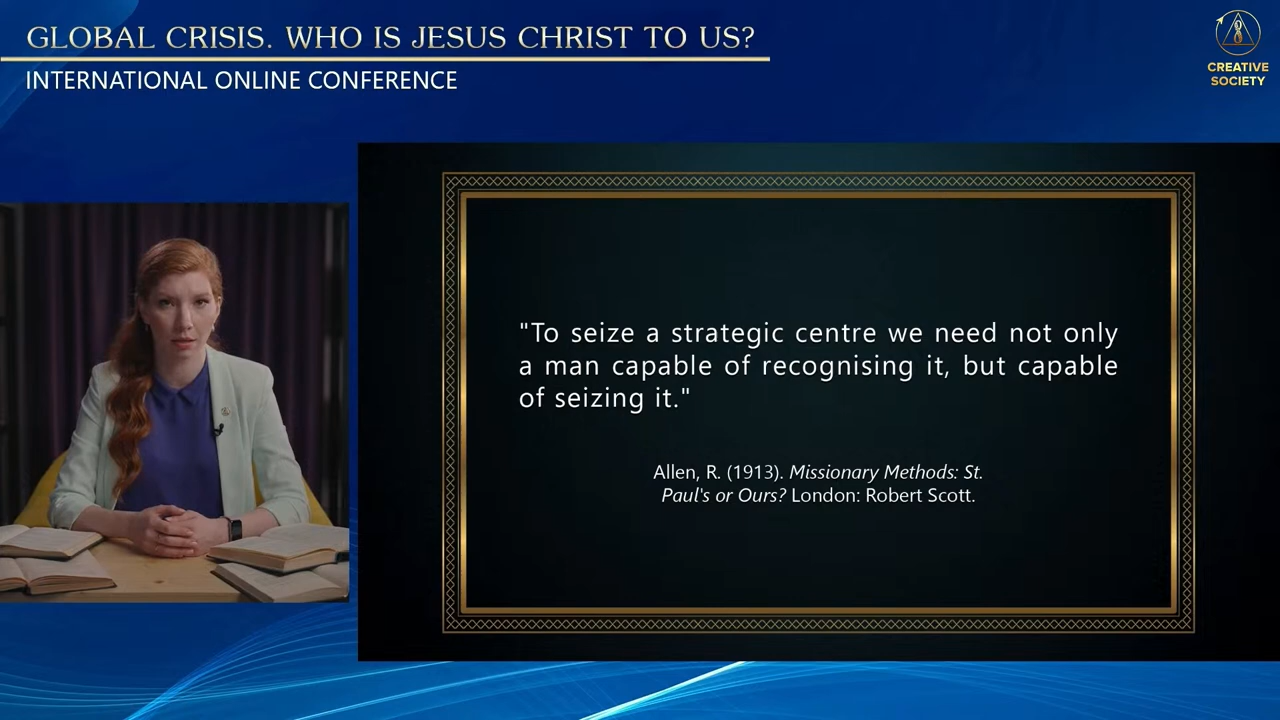 GLOBAL CRISIS. WHO IS JESUS CHRIST TO US?
INTERNATIONAL ONLINE CONFERENCE
CREATIVE
SOCIETY
"To seize a strategic centre we need not only
a man capable of recognising it, but capable
of seizing it."
Allen, R. (1913). Missionary Methods: St.
Paul's or Ours? London: Robert Scott.